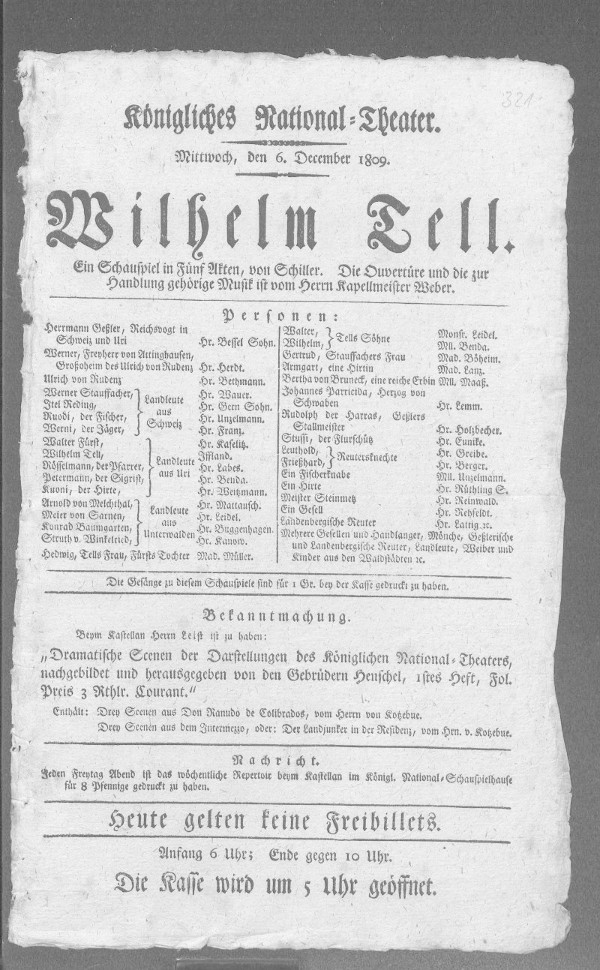 321
Königliches National-Theater.
Mittwoch, den 6. December 1809.
Wilhelm Tell.
Ein Schauspiel in Fünf Akten, von Schiller. Die Ouvertüre und die zur
Handlung gehörige Musik ist vom Herrn Kapellmeister Weber.
Personen:
Herrmann Geßler, Reichsvogt in
Schweiz und Uri Hr. Bessel Sohn.
Werner, Freyherr von Attinghausen,
Großoheim des Ulrich von Rudenz Hr. Herdt.
Ulrich von Rudenz Hr. Bethmann.
Werner Stauffacher, Hr. Wauer.
Itel Reding, Landleute Hr. Gern Sohn.
Ruodi, der Fischer, aus Hr. Unzelmann.
Werni, der Jäger, Schweiz Hr. Franz.
Walter Fürst, Hr. Kaselitz.
Wilhelm Tell, Iffland.
Rösselmann, der Pfarrer, Landleute Hr. Labes.
Petermann, der Sigrist, aus Uri Hr. Benda.
Kuoni, der Hirte, Hr. Weitzmann.
Arnold von Melchthal, Hr. Mattausch.
Meier von Sarnen, Landleute Hr. Leidel.
Konrad Baumgarten, aus Hr. Buggenhagen.
Struth v. Winkelried, Unterwalden Hr.
Hedwig, Tells Frau, Fürsts Tochter Mad. Müller.
Walter, Monsr. Leidel.
Wilhelm, Tells Söhne Mll. Benda.
Gertrud, Stauffachers Frau Mad. Böheim.
Armgart, eine Hirtin Mad. Lanz.
Bertha von Bruneck, eine reiche Erbin Mll. Maaß.
Johannes Parricida, Herzog von
Schwaben Hr. Lemm.
Rudolph der Harras, Geßlers
Stallmeister Hr. Holzbecher.
Stüssi, der Flurschütz Hr. Eunike.
Leuthold, Hr. Greibe.
Frießhard, Reutersknechte Hr. Berger.
Ein Fischerknabe Mll. Unzelmann.
Ein Hirte Hr. Rüthling S.
Meister Steinmetz Hr. Reinwald.
Ein Gesell Hr. Rehfeldt.
Landenbergische Reuter Hr. Lattig ꝛc.
Mehrere Gesellen und Handlanger, Mönche, Geßlerische
und Landenbergische Reuter, Landleute, Weiber und
Kinder aus den Waldstädten ꝛc.
Die Gesänge zu diesem Schauspiele sind für 1 Gr. bey der Kasse gedruckt zu haben.
Bekanntmachung.
Beym Kastellan Herrn Leist ist zu haben:
„Dramatische Scenen der Darstellungen des Königlichen National-Theaters,
nachgebildet und herausgegeben von den Gebrüdern Henschel, 1stes Heft, Fol.
Preis 3 Rthlr. Courant.“
Enthält: Drey Scenen aus Don Ranudo de Colibrados, vom Herrn von Kotzebue.
Drey Scenen aus dem Intermezzo, oder: Der Landjunker in der Residenz, vom Hrn. v. Kotzebue.
Nachricht.
Jeden Freytag Abend ist das wöchentliche Repertoir beym Kastellan im Königl. National-Schauspielhause
für 8 Pfennige gedruckt zu haben.
Heute gelten keine Freibillets.
Anfang 6 Uhr; Ende gegen 10 Uhr.
Die Kasse wird um 5 Uhr geöffnet.